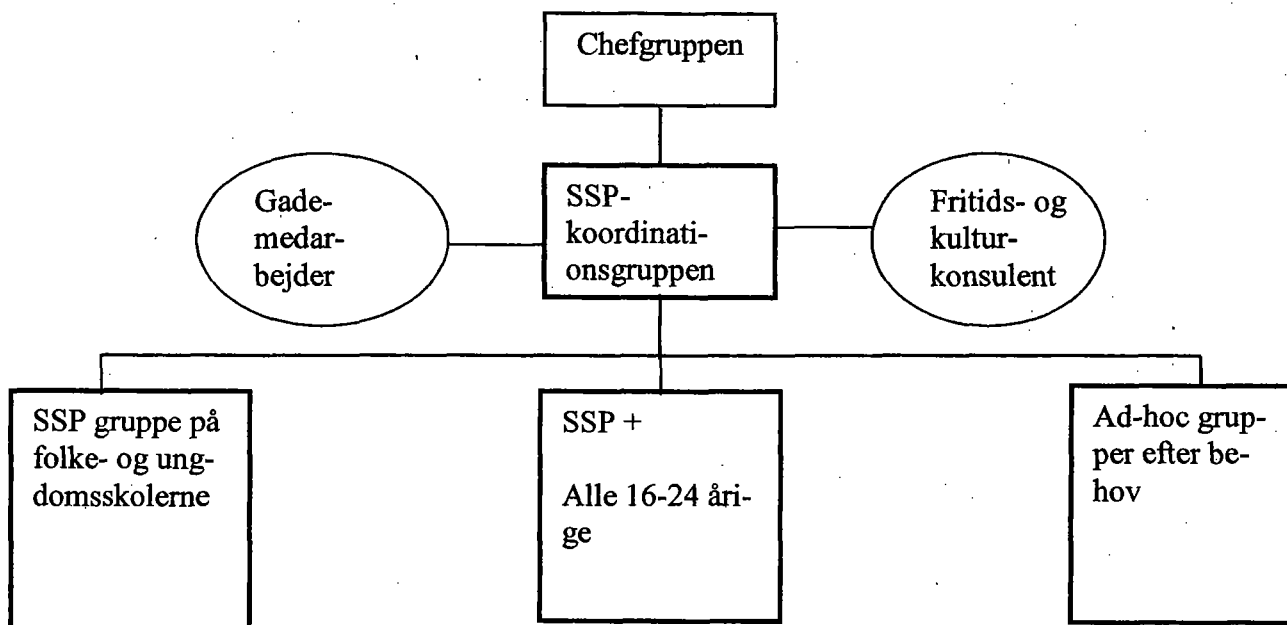 Chefgruppen
Gade-
medar-
bejder
SSP-
koordinati-
onsgruppen
Fritids- og
kultur-
konsulent
SSP gruppe på
folke- og ung-
domsskolerne
SSP +
Alle 16-24 åri-
ge
Ad-hoc grup-
per efter be-
hov